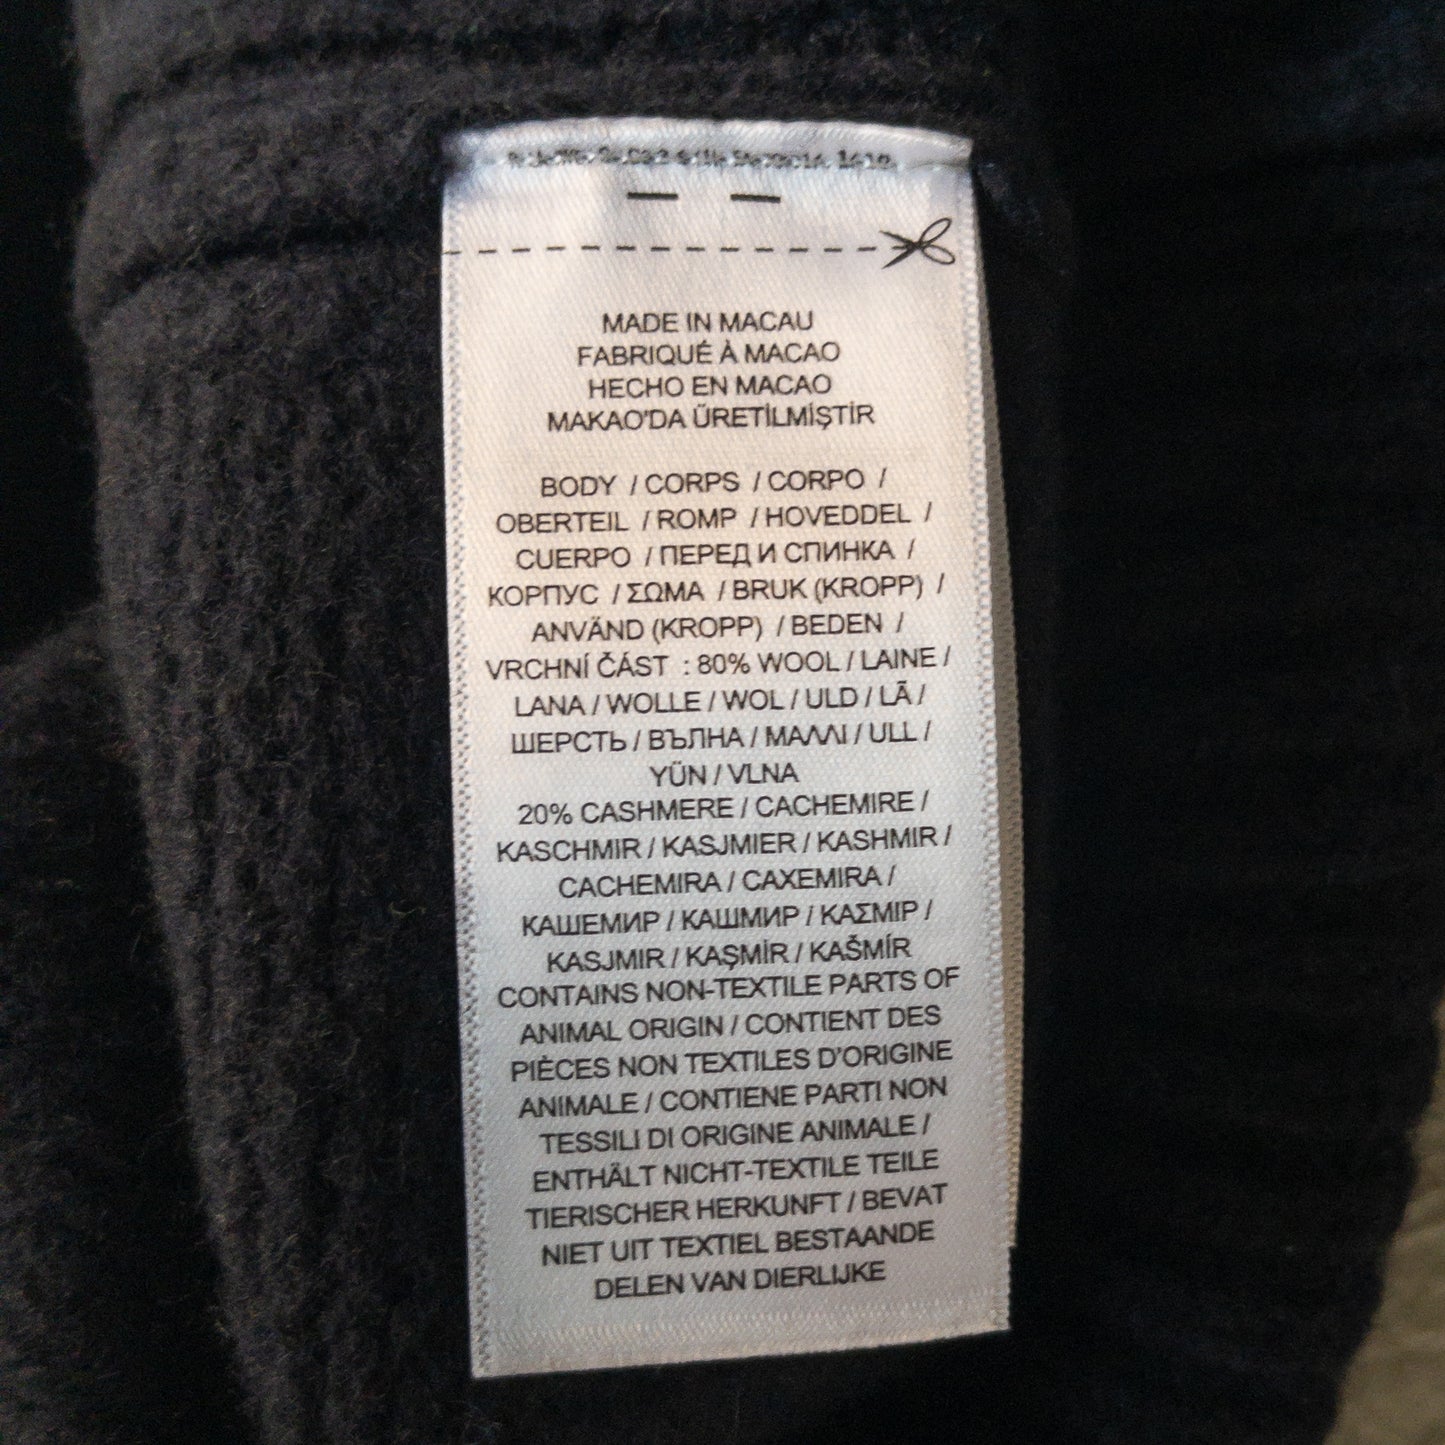 MADE IN MACAU
FABRIQUÉ À MACAO
HECHO EN MACAO
MAKAO'DA ÜRETİLMİŞTİR
BODY / CORPS / CORPO /
OBERTEIL / ROMP / HOVEDDEL /
CUERPO / ПЕРЕД И СПИНКА /
КОРПУС / ΣΩΜΑ / BRUK (KROPP) /
ANVÄND (KROPP) / BEDEN /
VRCHNÍ ČÁST : 80% WOOL / LAINE /
LANA / WOLLE / WOL / ULD / LÃ /
ШЕРСТЬ / ВЪЛНА / ΜΑΛΛΙ / ULL /
YÜN / VLNA
20% CASHMERE / CACHEMIRE /
KASCHMIR / KASJMIER / KASHMIR /
CACHEMIRA / CAXEMIRA /
КАШЕМИР / КАШМИР / ΚΑΣΜΙΡ /
KASJMIR / KAŞMİR / KAŠMÍR
CONTAINS NON-TEXTILE PARTS OF
ANIMAL ORIGIN / CONTIENT DES
PIÈCES NON TEXTILES D'ORIGINE
ANIMALE / CONTIENE PARTI NON
TESSILI DI ORIGINE ANIMALE /
ENTHÄLT NICHT-TEXTILE TEILE
TIERISCHER HERKUNFT / BEVAT
NIET UIT TEXTIEL BESTAANDE
DELEN VAN DIERLIJKE